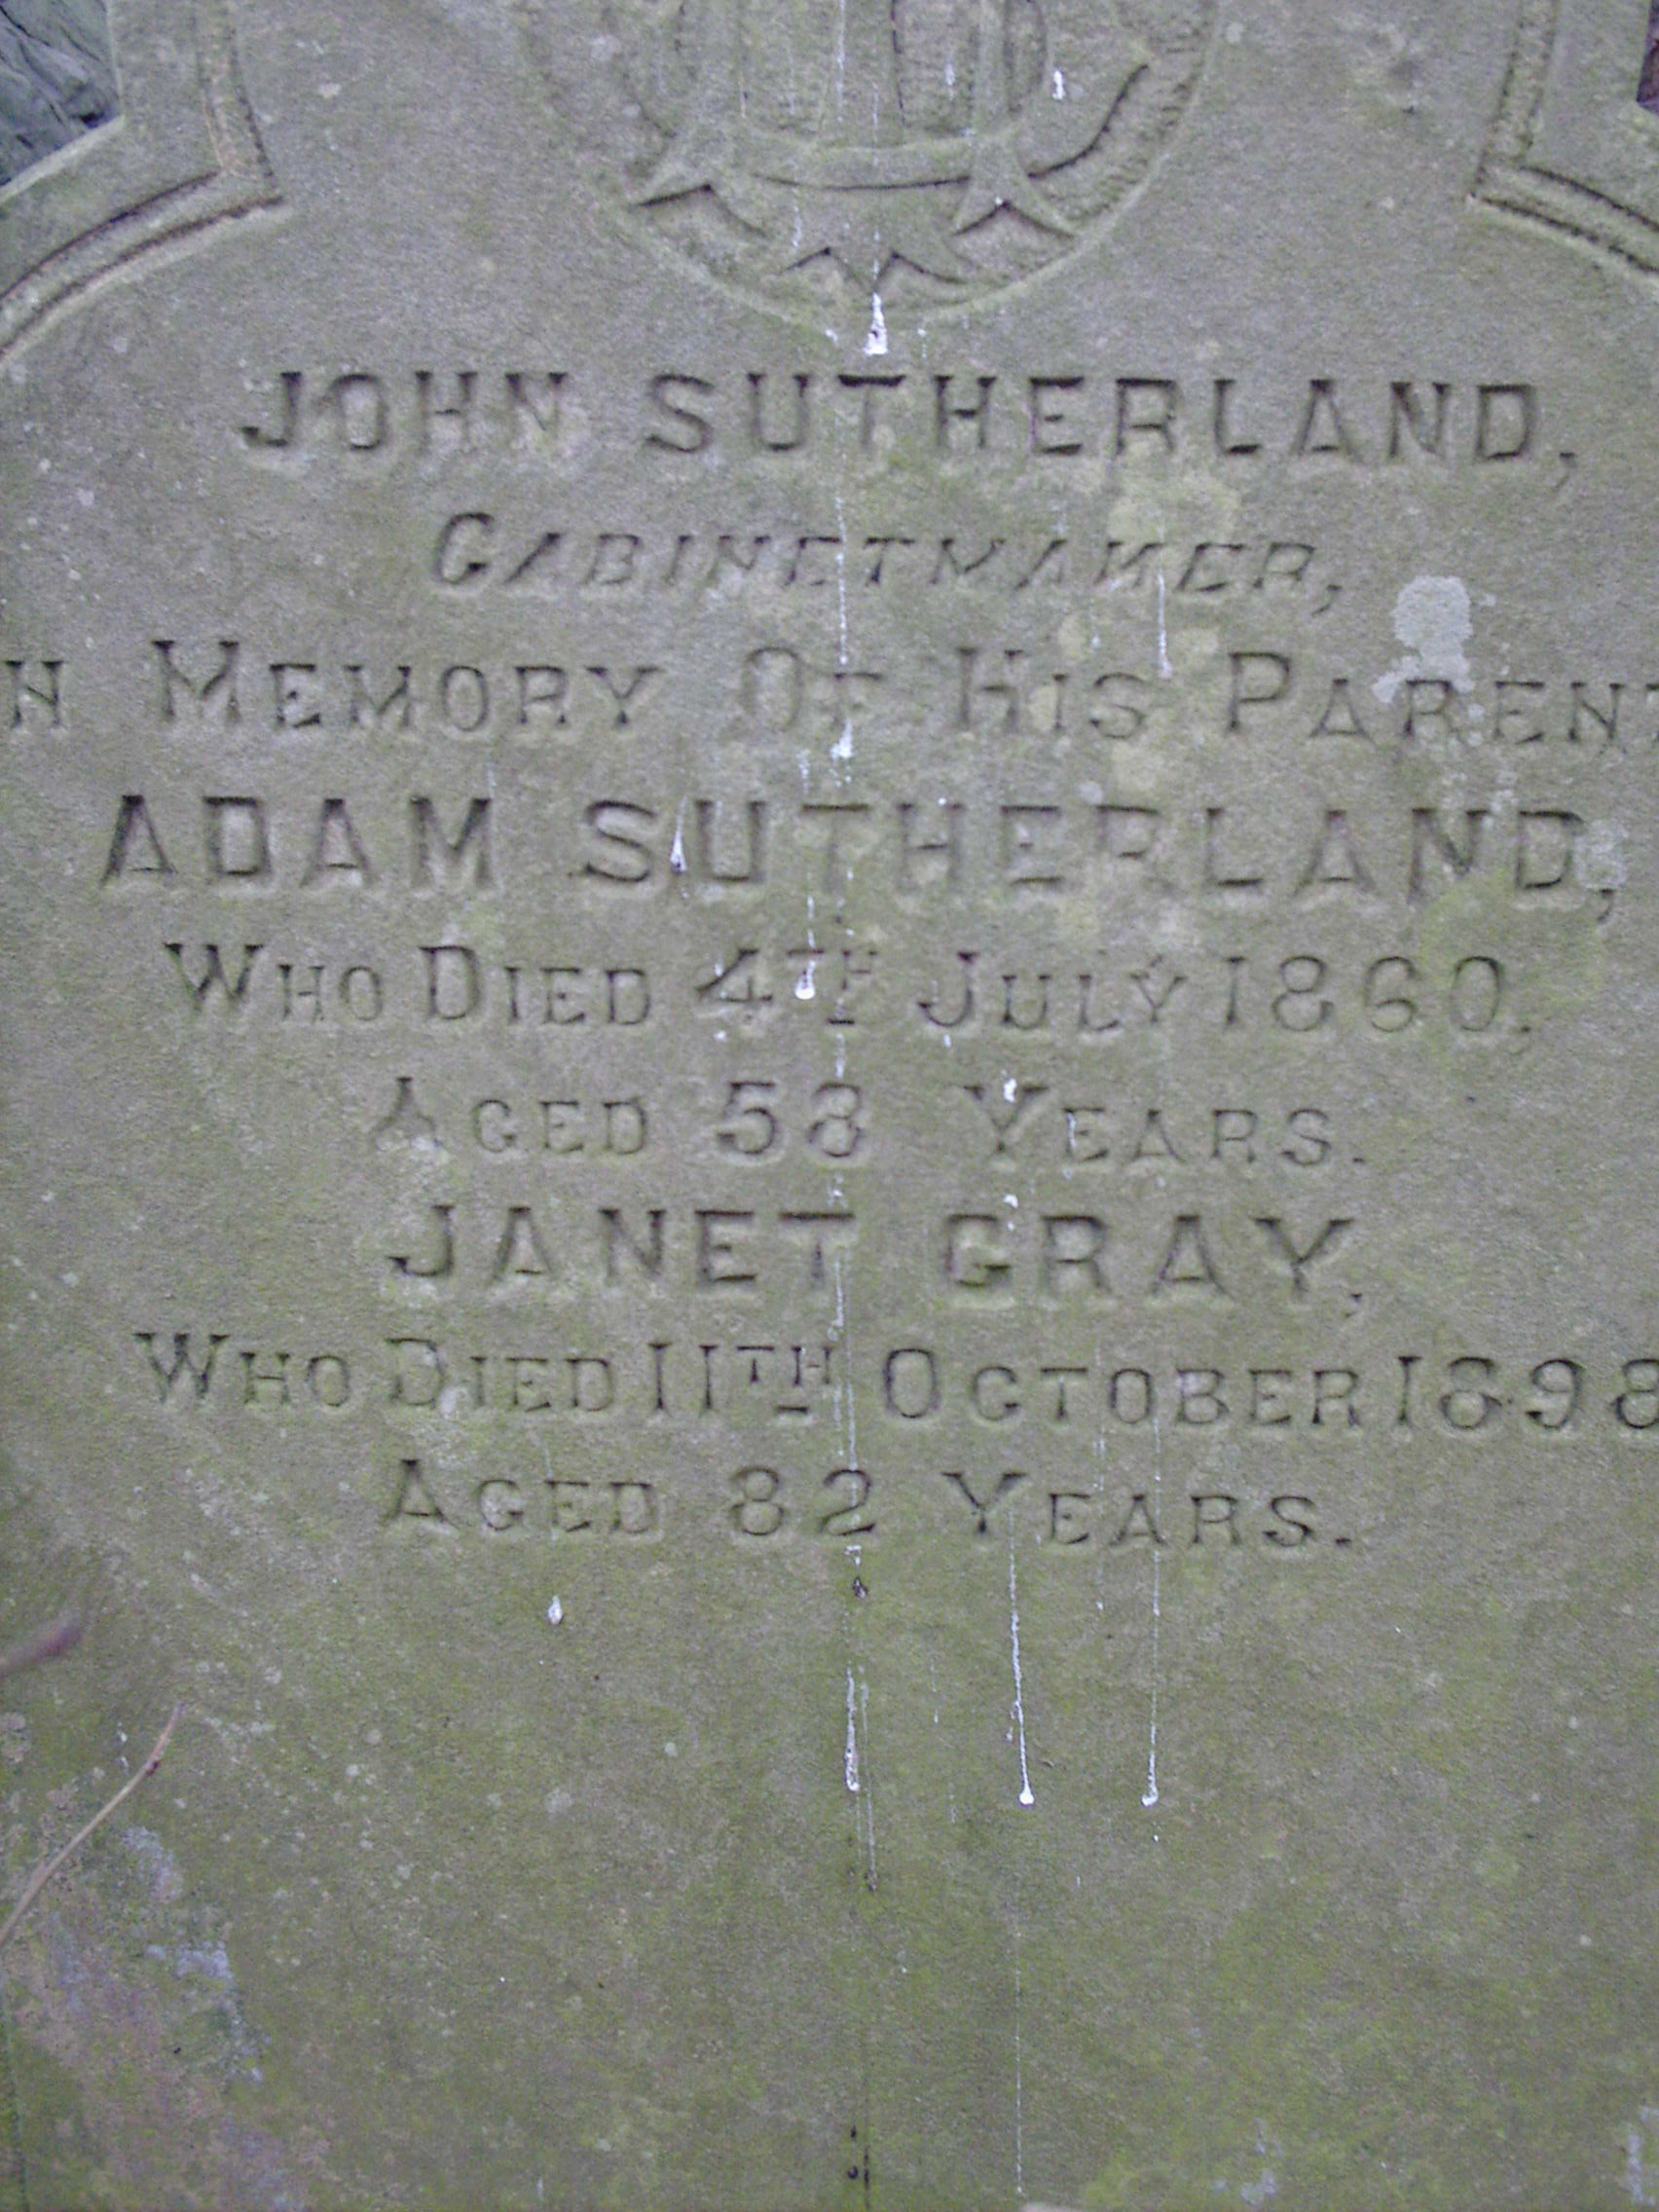 JOHN SUTHERLAND,
CABINETMAKER,
N MEMORY OF HIS PARENT
ADAM SUTHERLAND,
WHO DIED 4TH JULY 1860,
AGED 58 YEARS.
JANET GRAY,
WHO DIED 11TH OCTOBER 1898
AGED 82 YEARS.